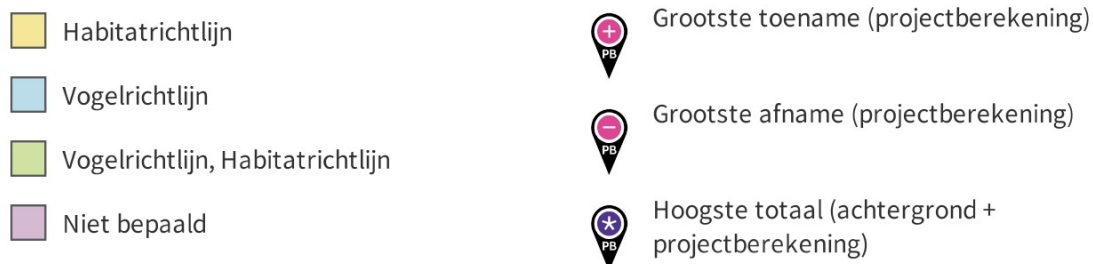 Habitatrichtlijn
Vogelrichtlijn
Vogelrichtlijn, Habitatrichtlijn
Niet bepaald
+
PB
Grootste toename (projectberekening)
−
PB
Grootste afname (projectberekening)
*
PB
Hoogste totaal (achtergrond +
projectberekening)